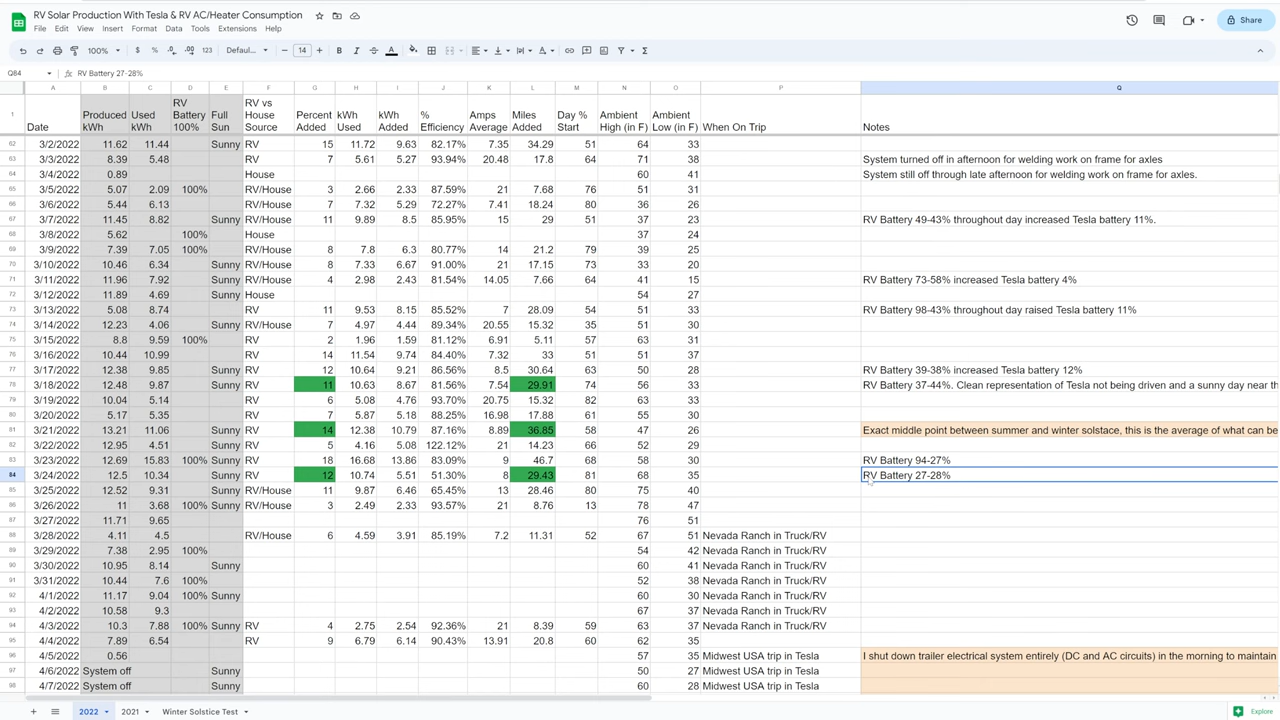 RV Solar Production With Tesla & RV AC/Heater Consumption
File Edit View Insert Format Data Tools Extensions Help
Share
100% $ % .0 .00 123 Defaul... 14 B I S A
Q84 fx RV Battery 27-28%
A B C D E F G H I J K L M N O P Q
1 Date Produced kWh Used kWh RV Battery 100% Full Sun RV vs House Source Percent Added kWh Used kWh Added % Efficiency Amps Average Miles Added Day % Start Ambient High (in F) Ambient Low (in F) When On Trip Notes
62 3/2/2022 11.62 11.44 Sunny RV 15 11.72 9.63 82.17% 7.35 34.29 51 64 33
63 3/3/2022 8.39 5.48 RV 7 5.61 5.27 93.94% 20.48 17.8 64 71 38 System turned off in afternoon for welding work on frame for axles
64 3/4/2022 0.89 House 60 41 System still off through late afternoon for welding work on frame for axles.
65 3/5/2022 5.07 2.09 100% RV/House 3 2.66 2.33 87.59% 21 7.68 76 51 31
66 3/6/2022 5.44 6.13 RV/House 7 7.32 5.29 72.27% 7.41 18.24 80 36 26
67 3/7/2022 11.45 8.82 Sunny RV/House 11 9.89 8.5 85.95% 15 29 51 37 23 RV Battery 49-43% throughout day increased Tesla battery 11%.
68 3/8/2022 5.62 100% House 37 24
69 3/9/2022 7.39 7.05 100% RV/House 8 7.8 6.3 80.77% 14 21.2 79 39 25
70 3/10/2022 10.46 6.34 Sunny RV/House 8 7.33 6.67 91.00% 21 17.15 73 33 20
71 3/11/2022 11.96 7.92 Sunny RV/House 4 2.98 2.43 81.54% 14.05 7.66 64 41 15 RV Battery 73-58% increased Tesla battery 4%
72 3/12/2022 11.89 4.69 Sunny House 54 27
73 3/13/2022 5.08 8.74 RV 11 9.53 8.15 85.52% 7 28.09 54 51 33 RV Battery 98-43% throughout day raised Tesla battery 11%
74 3/14/2022 12.23 4.06 Sunny RV/House 7 4.97 4.44 89.34% 20.55 15.32 35 51 30
75 3/15/2022 8.8 9.59 100% RV 2 1.96 1.59 81.12% 6.91 5.11 57 63 31
76 3/16/2022 10.44 10.99 RV 14 11.54 9.74 84.40% 7.32 33 51 51 37
77 3/17/2022 12.38 9.85 Sunny RV 12 10.64 9.21 86.56% 8.5 30.64 63 50 28 RV Battery 39-38% increased Tesla battery 12%
78 3/18/2022 12.48 9.87 Sunny RV 11 10.63 8.67 81.56% 7.54 29.91 74 56 33 RV Battery 37-44%. Clean representation of Tesla not being driven and a sunny day near th
79 3/19/2022 10.04 5.14 RV 6 5.08 4.76 93.70% 20.75 15.32 82 63 33
80 3/20/2022 5.17 5.35 RV 7 5.87 5.18 88.25% 16.98 17.88 61 55 30
81 3/21/2022 13.21 11.06 Sunny RV 14 12.38 10.79 87.16% 8.89 36.85 58 47 26 Exact middle point between summer and winter solstace, this is the average of what can be
82 3/22/2022 12.95 4.51 Sunny RV 5 4.16 5.08 122.12% 21 14.23 66 52 29
83 3/23/2022 12.69 15.83 100% Sunny RV 18 16.68 13.86 83.09% 9 46.7 68 58 30 RV Battery 94-27%
84 3/24/2022 12.5 10.34 Sunny RV 12 10.74 5.51 51.30% 8 29.43 81 68 35 RV Battery 27-28%
85 3/25/2022 12.52 9.31 Sunny RV/House 11 9.87 6.46 65.45% 13 28.46 80 75 40
86 3/26/2022 11 3.68 100% Sunny RV/House 3 2.49 2.33 93.57% 21 8.76 13 78 47
87 3/27/2022 11.71 9.65 76 51
88 3/28/2022 4.11 4.5 RV/House 6 4.59 3.91 85.19% 7.2 11.31 52 67 51 Nevada Ranch in Truck/RV
89 3/29/2022 7.38 2.95 100% 54 42 Nevada Ranch in Truck/RV
90 3/30/2022 10.95 8.14 Sunny 60 41 Nevada Ranch in Truck/RV
91 3/31/2022 10.44 7.6 100% 52 38 Nevada Ranch in Truck/RV
92 4/1/2022 11.17 9.04 100% Sunny 60 30 Nevada Ranch in Truck/RV
93 4/2/2022 10.58 9.3 67 37 Nevada Ranch in Truck/RV
94 4/3/2022 10.3 7.88 100% Sunny RV 4 2.75 2.54 92.36% 21 8.39 59 63 37 Nevada Ranch in Truck/RV
95 4/4/2022 7.89 6.54 RV 9 6.79 6.14 90.43% 13.91 20.8 60 62 35
96 4/5/2022 0.56 57 35 Midwest USA trip in Tesla I shut down trailer electrical system entirely (DC and AC circuits) in the morning to maintain
97 4/6/2022 System off Sunny 50 27 Midwest USA trip in Tesla
98 4/7/2022 System off Sunny 60 28 Midwest USA trip in Tesla
2022 2021 Winter Solstice Test Explore